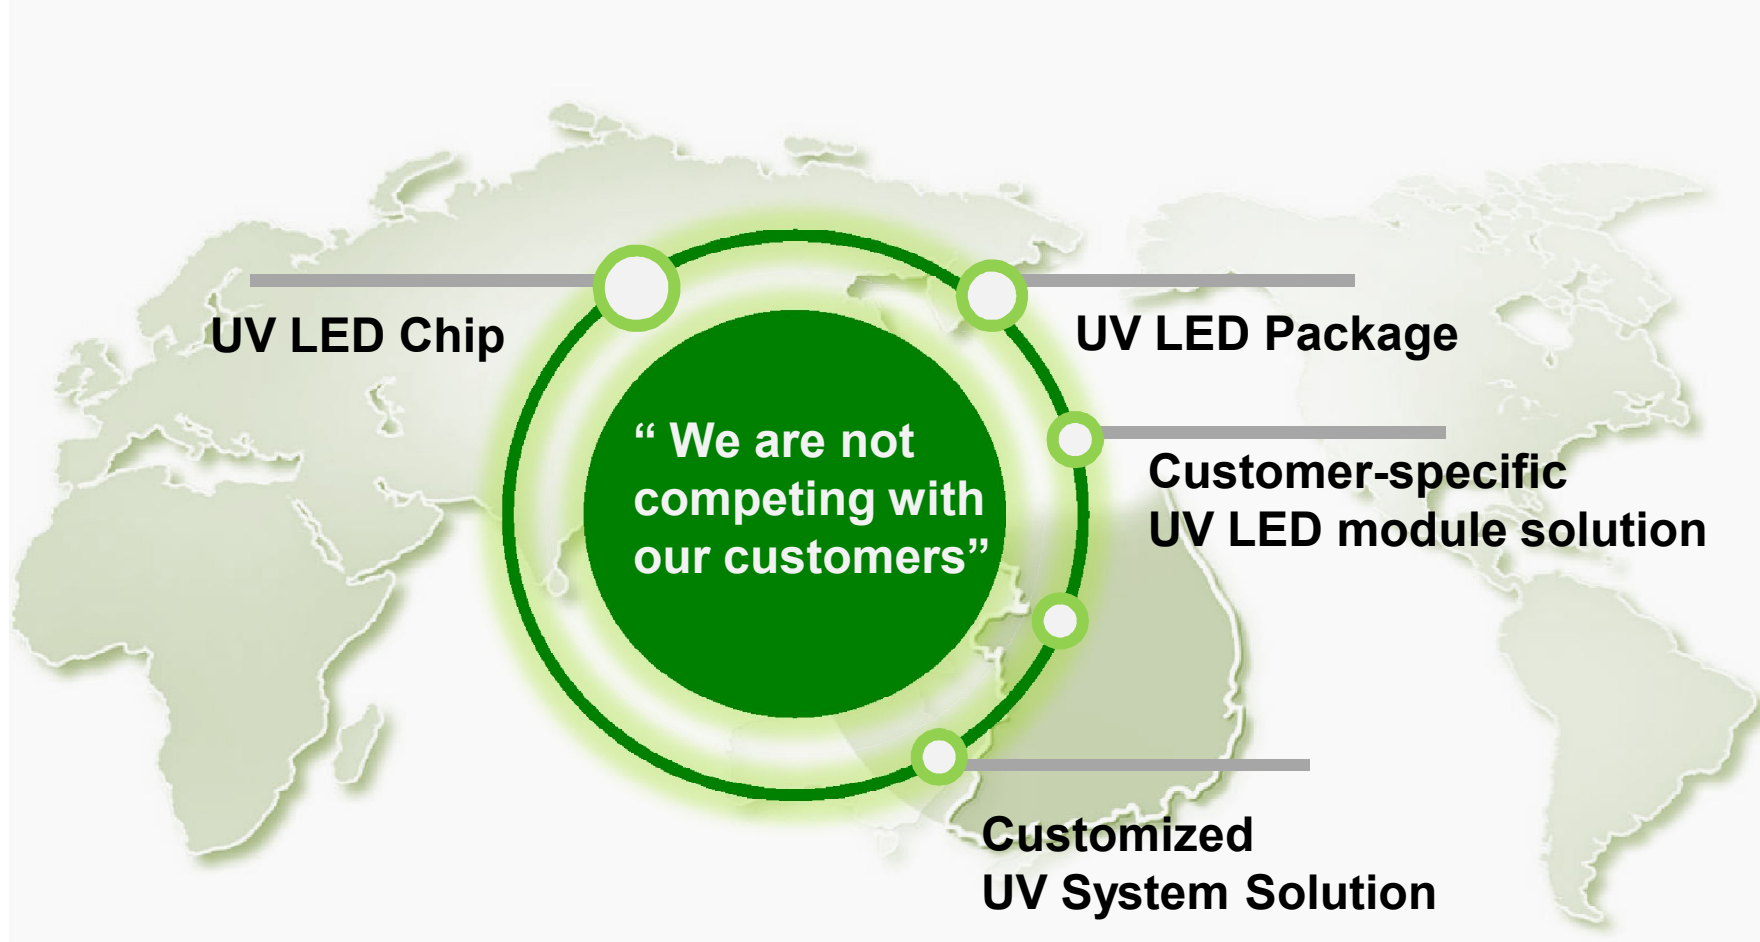 UV LED Chip
UV LED Package
“ We are not
competing with
our customers”
Customer-specific
UV LED module solution
Customized
UV System Solution